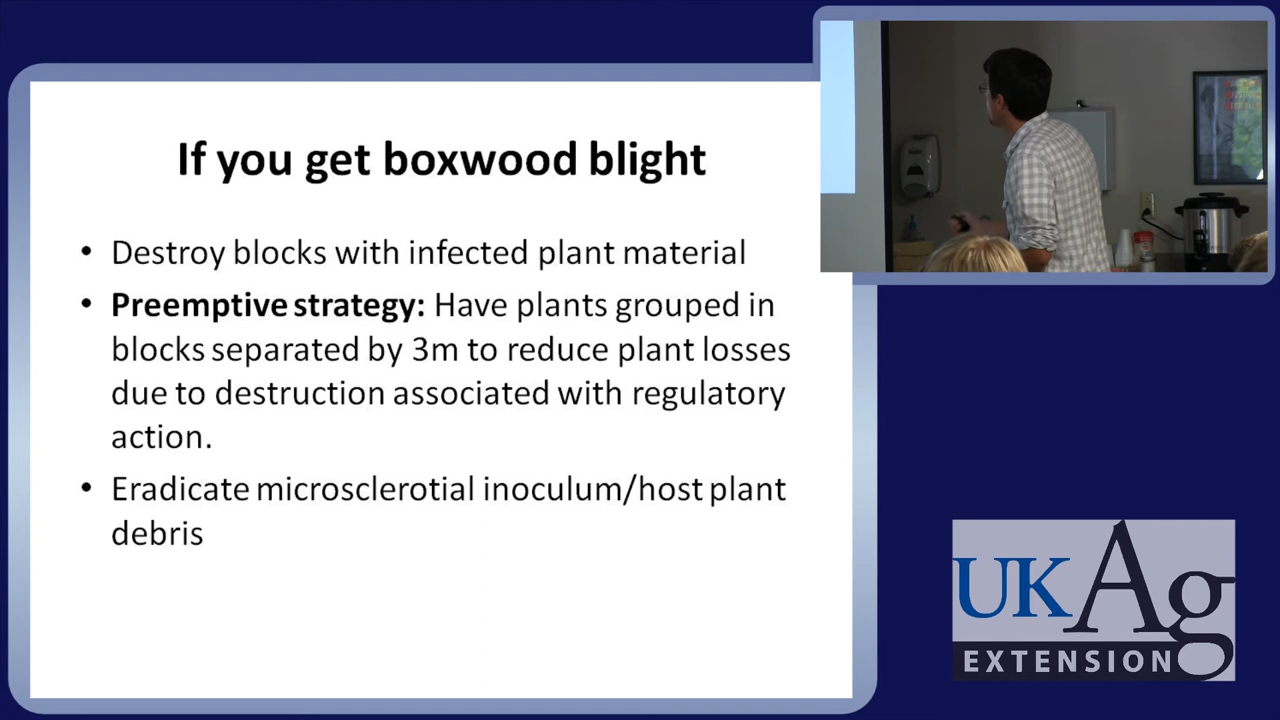 If you get boxwood blight
• Destroy blocks with infected plant material
• Preemptive strategy: Have plants grouped in
blocks separated by 3m to reduce plant losses
due to destruction associated with regulatory
action.
• Eradicate microsclerotial inoculum/host plant
debris
UKAg
EXTENSION